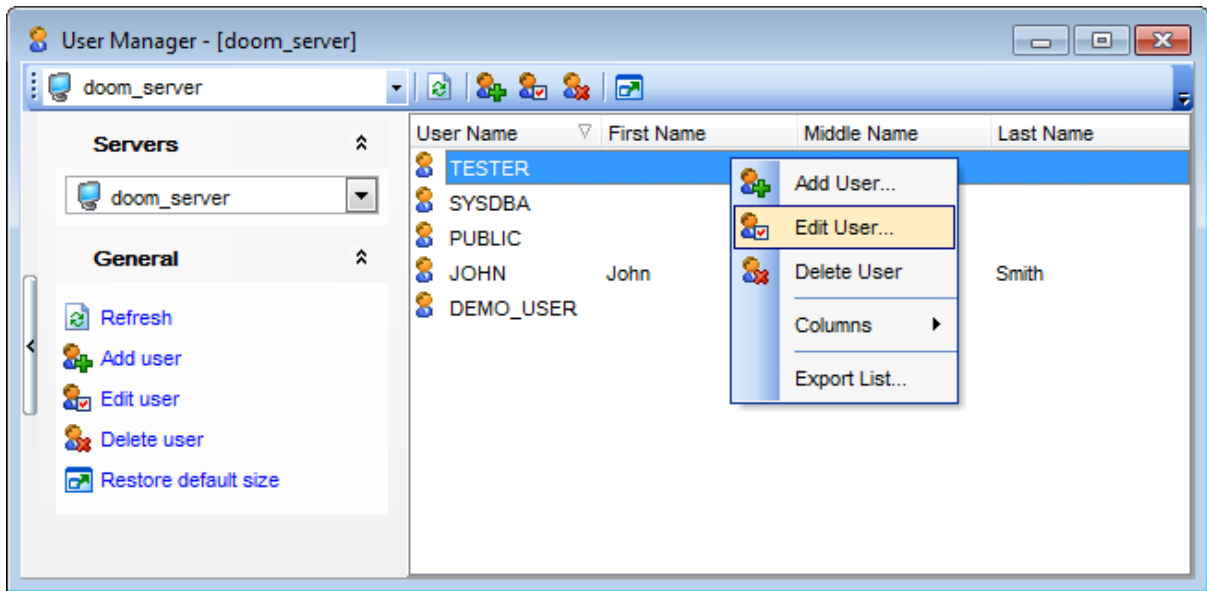 User Manager - [doom_server]
doom_server
Servers
doom_server
General
Refresh
Add user
Edit user
Delete user
Restore default size
User Name First Name Middle Name Last Name
TESTER
SYSDBA
PUBLIC
JOHN John Smith
DEMO_USER
Add User...
Edit User...
Delete User
Columns
Export List...